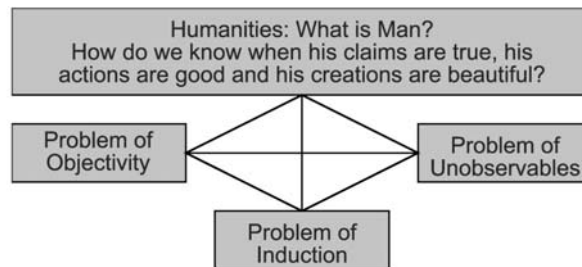 Humanities: What is Man?
How do we know when his claims are true, his
actions are good and his creations are beautiful?
Problem of
Objectivity
Problem of
Unobservables
Problem of
Induction